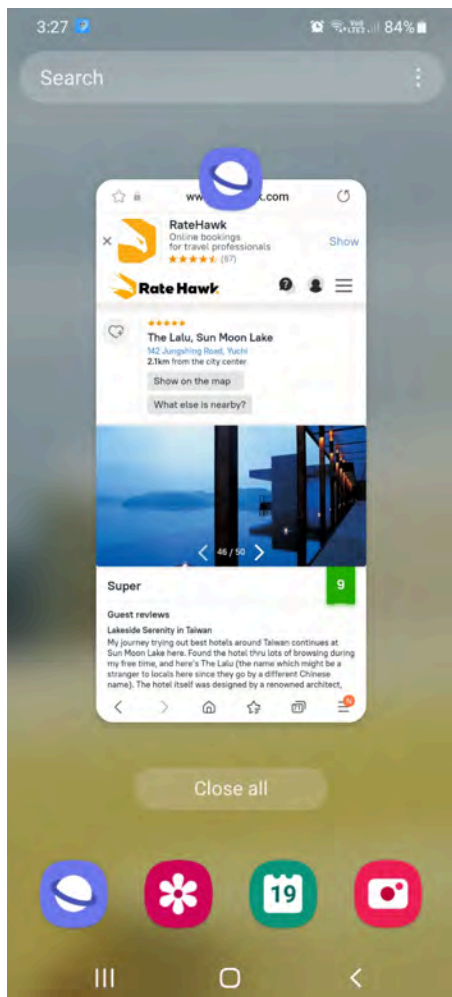 3:27
84%
Search
www
k.com
RateHawk
Online bookings
for travel professionals
(97)
Show
Rate Hawk
The Lalu, Sun Moon Lake
142 Jungshing Road, Yuchi
2.1km from the city center
Show on the map
What else is nearby?
46 / 50
Super
9
Guest reviews
Lakeside Serenity in Taiwan
My journey trying out best hotels around Taiwan continues at
Sun Moon Lake here. Found the hotel thru lots of browsing during
my free time, and here's The Lalu (the name which might be a
stranger to locals here since they go by a different Chinese
name). The hotel itself was designed by a renowned architect,
N
Close all
19